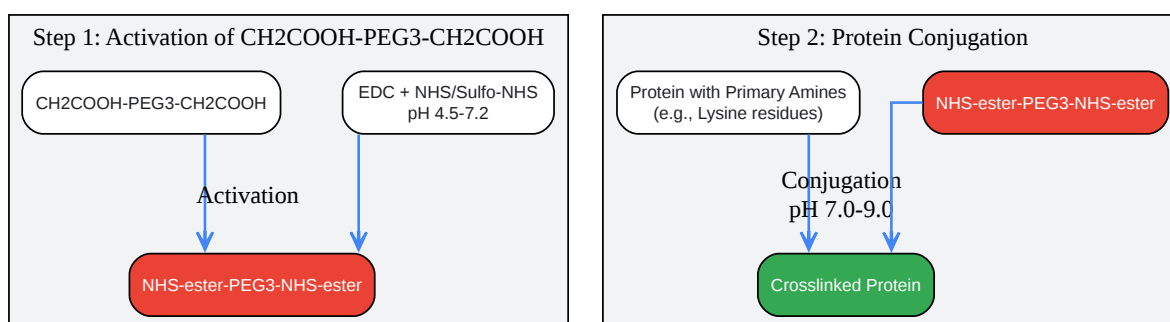 Step 1: Activation of CH2COOH-PEG3-CH2COOH
CH2COOH-PEG3-CH2COOH
EDC + NHS/Sulfo-NHS
pH 4.5-7.2
Activation
NHS-ester-PEG3-NHS-ester
Step 2: Protein Conjugation
Protein with Primary Amines
(e.g., Lysine residues)
NHS-ester-PEG3-NHS-ester
Conjugation
pH 7.0-9.0
Crosslinked Protein